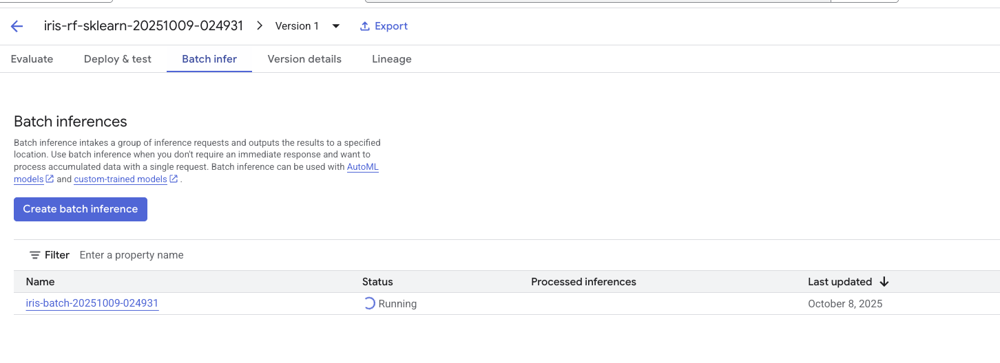 iris-rf-sklearn-20251009-024931 > Version 1 Export
Evaluate Deploy & test Batch infer Version details Lineage
Batch inferences
Batch inference intakes a group of inference requests and outputs the results to a specified
location. Use batch inference when you don't require an immediate response and want to
process accumulated data with a single request. Batch inference can be used with AutoML
models and custom-trained models .
Create batch inference
Filter Enter a property name
Name Status Processed inferences Last updated
iris-batch-20251009-024931 Running October 8, 2025